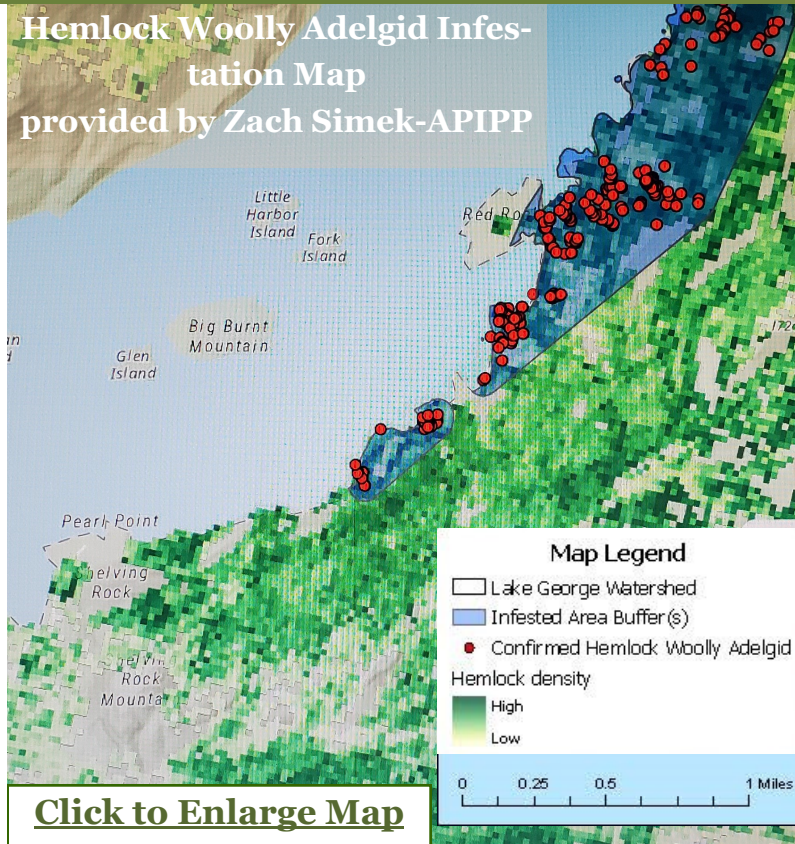 Hemlock Woolly Adelgid Infes-
tation Map
provided by Zach Simek-APIPP
Little
Harbor
Island
Fork
Island
Red
Big Burnt
Mountain
Glen
Island
Pearl Point
Shelving
Rock
Rock
Map Legend
Lake George Watershed
Infested Area Buffer(s)
Confirmed Hemlock Woolly Adelgid
Hemlock density
High
Low
0 0.25 0.5 1 Miles
Click to Enlarge Map